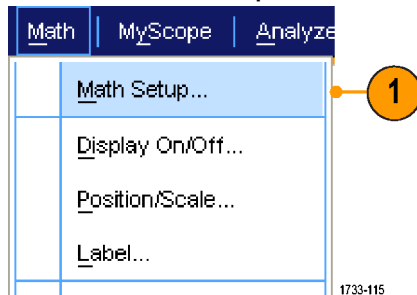 Math MyScope Analyze
Math Setup...
1
Display On/Off...
Position/Scale...
Label...
1733-115